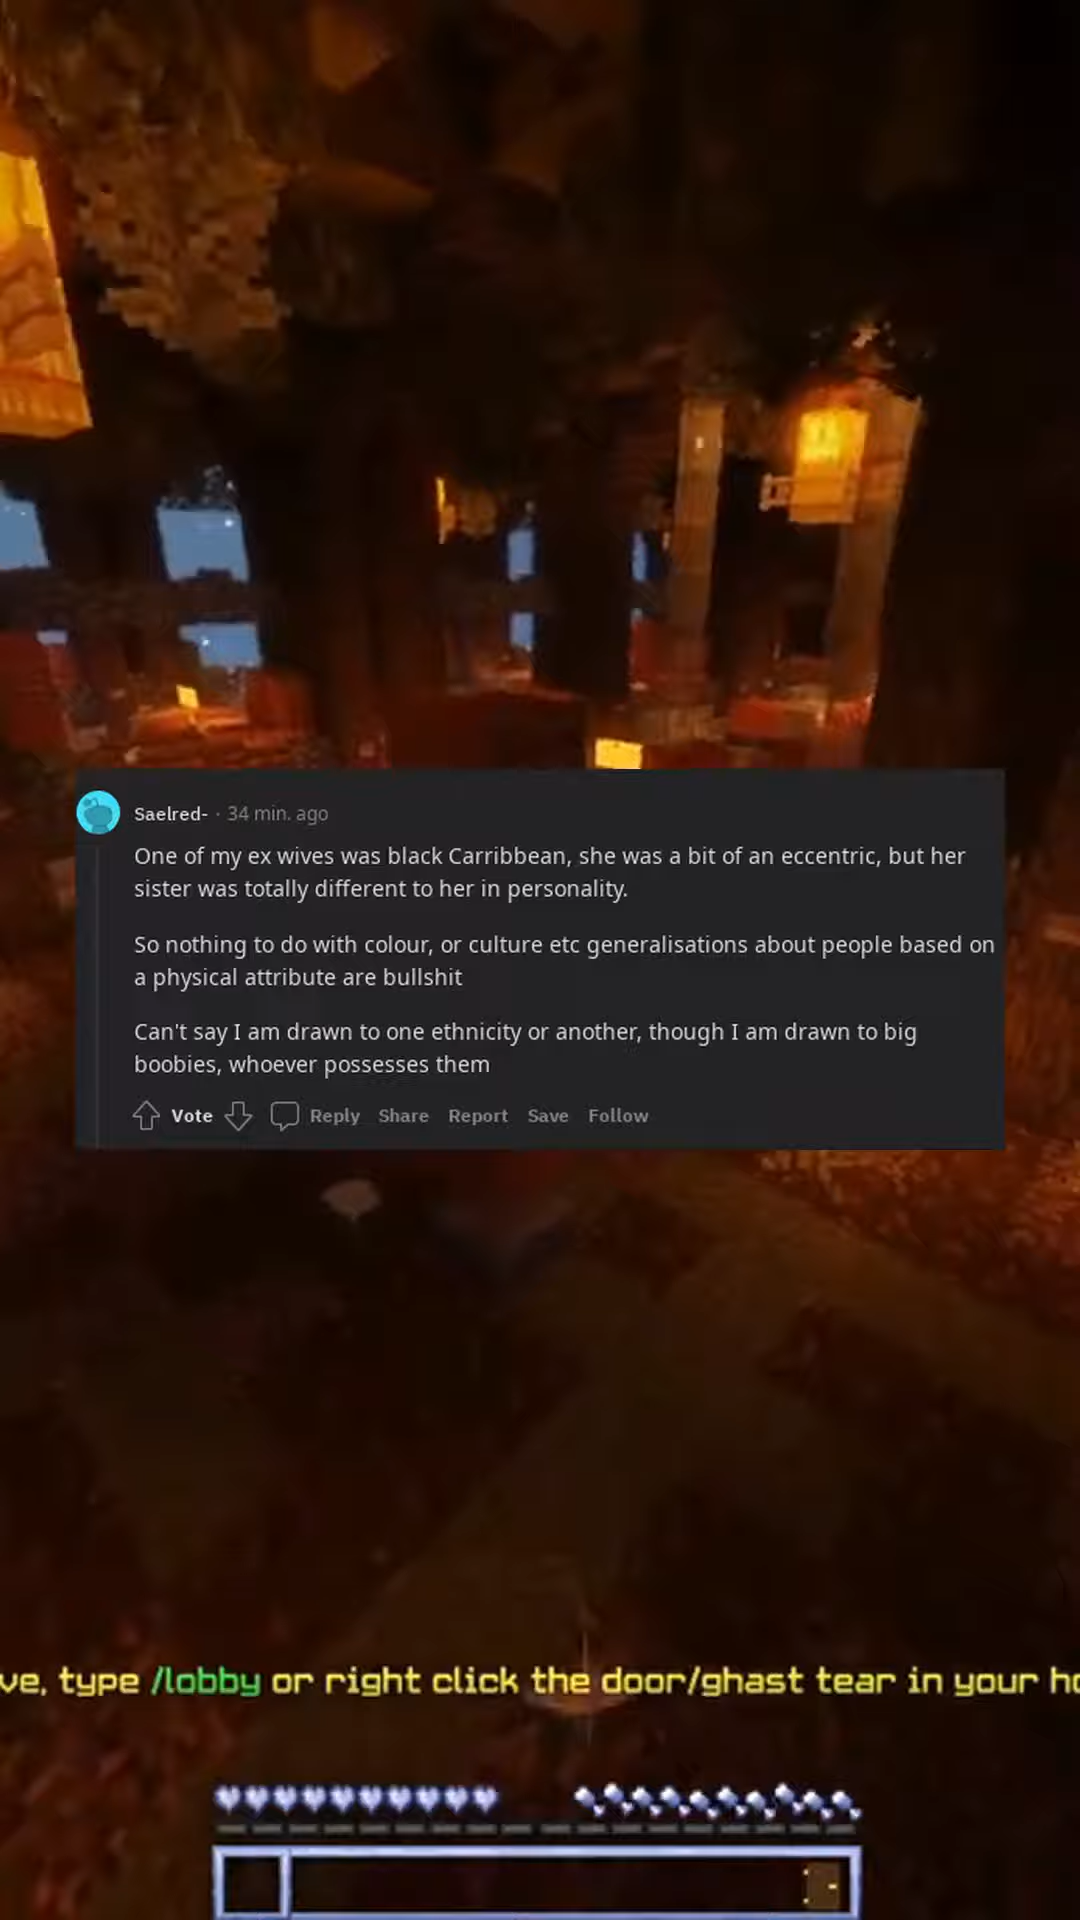 Saelred- · 34 min. ago
One of my ex wives was black Carribbean, she was a bit of an eccentric, but her
sister was totally different to her in personality.
So nothing to do with colour, or culture etc generalisations about people based on
a physical attribute are bullshit
Can't say I am drawn to one ethnicity or another, though I am drawn to big
boobies, whoever possesses them
Vote Reply Share Report Save Follow
ve, type /lobby or right click the door/ghast tear in your ho